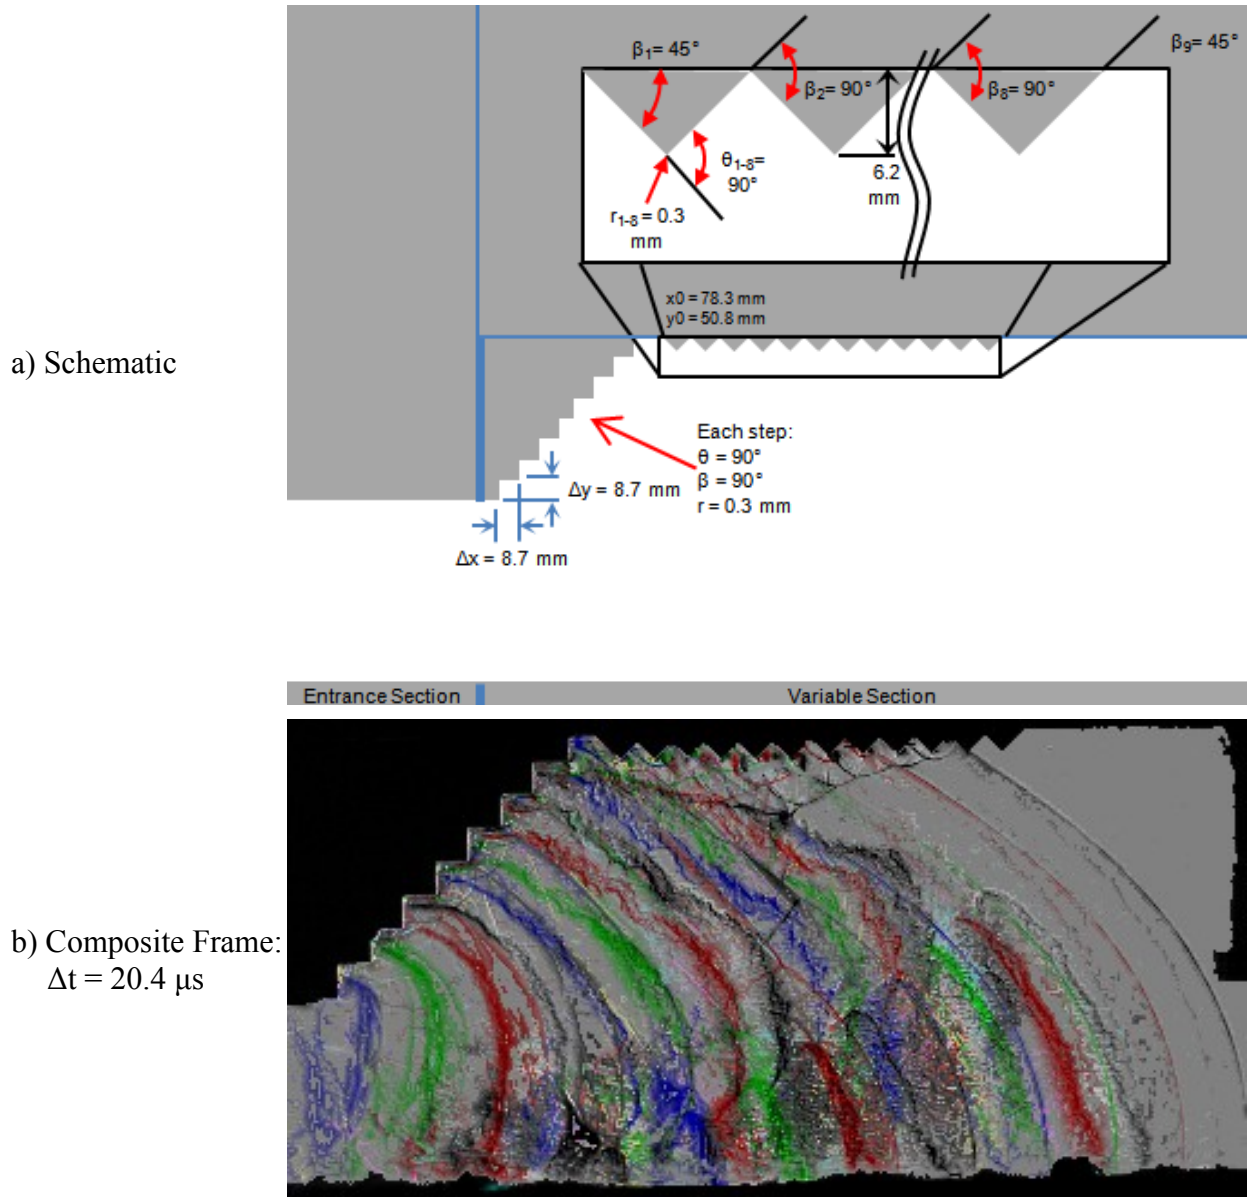 β1= 45°
β9= 45°
β2= 90°
β8= 90°
θ1-8=
90°
6.2
mm
r1-8 = 0.3
mm
x0 = 78.3 mm
y0 = 50.8 mm
a) Schematic
Each step:
θ = 90°
β = 90°
r = 0.3 mm
Δy = 8.7 mm
Δx = 8.7 mm
Entrance Section
Variable Section
b) Composite Frame:
Δt = 20.4 μs